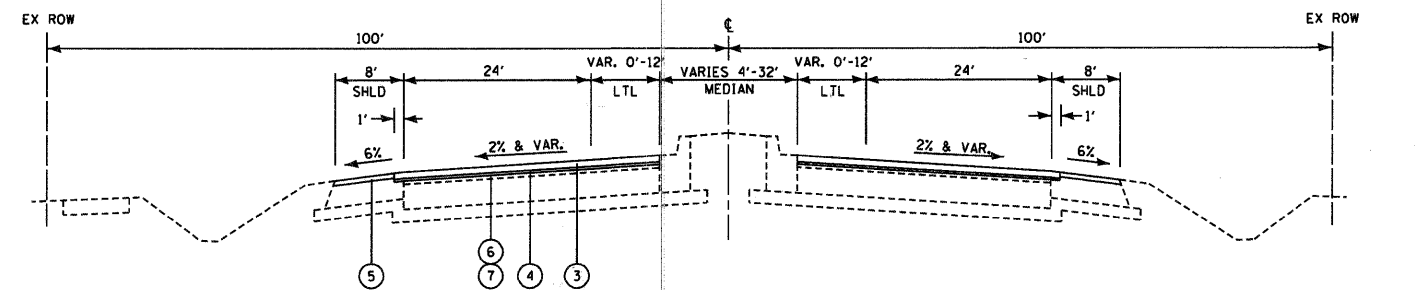 EX ROW
℄
EX ROW
100'
100'
8'
24'
VAR. 0'-12'
VARIES 4'-32'
VAR. 0'-12'
24'
8'
SHLD
LTL
MEDIAN
LTL
SHLD
1'
1'
6%
2% & VAR.
2% & VAR.
6%
5
6
7
4
3